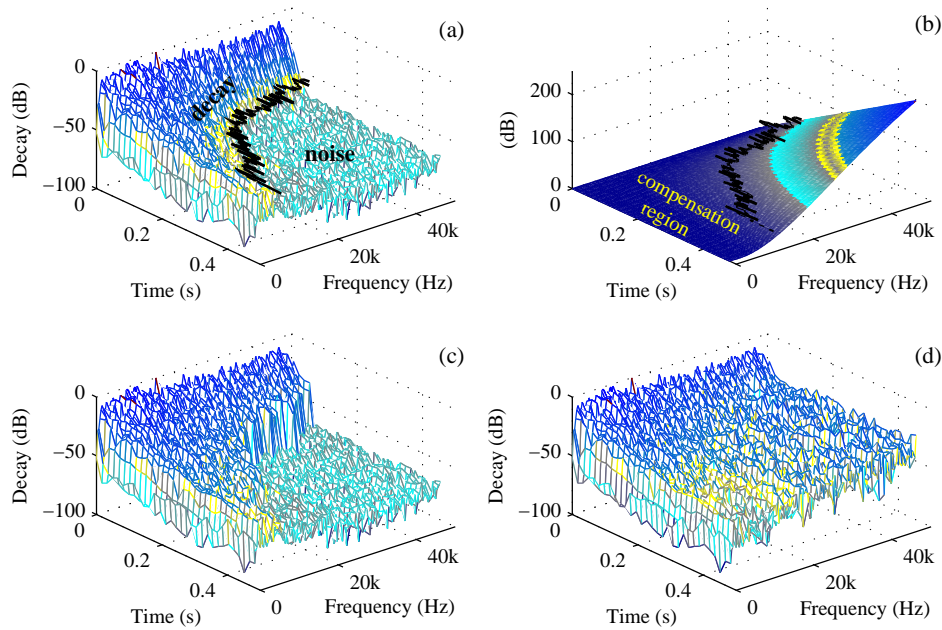 (a)
0
−50
−100
Decay (dB)
decay
noise
0
0.2
0.4
Time (s)
0
20k
40k
Frequency (Hz)
(b)
200
100
0
(dB)
compensation
region
0
0.2
0.4
Time (s)
0
20k
40k
Frequency (Hz)
(c)
0
−50
−100
Decay (dB)
0
0.2
0.4
Time (s)
0
20k
40k
Frequency (Hz)
(d)
0
−50
−100
Decay (dB)
0
0.2
0.4
Time (s)
0
20k
40k
Frequency (Hz)